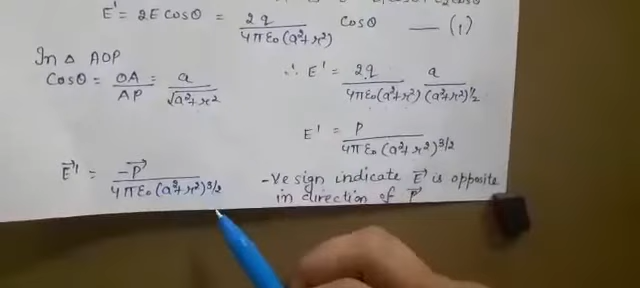 E' = 2E Cosθ = 2q / 4πε₀(a²+r²) Cosθ — (1)
In Δ AOP
Cosθ = OA / AP = a / √a²+r²
∴ E' = 2q / 4πε₀(a²+r²) a / (a²+r²)^1/2
E' = P / 4πε₀(a²+r²)^3/2
E⃗' = -P⃗ / 4πε₀(a²+r²)^3/2
-ve sign indicate E⃗ is opposite
in direction of P⃗